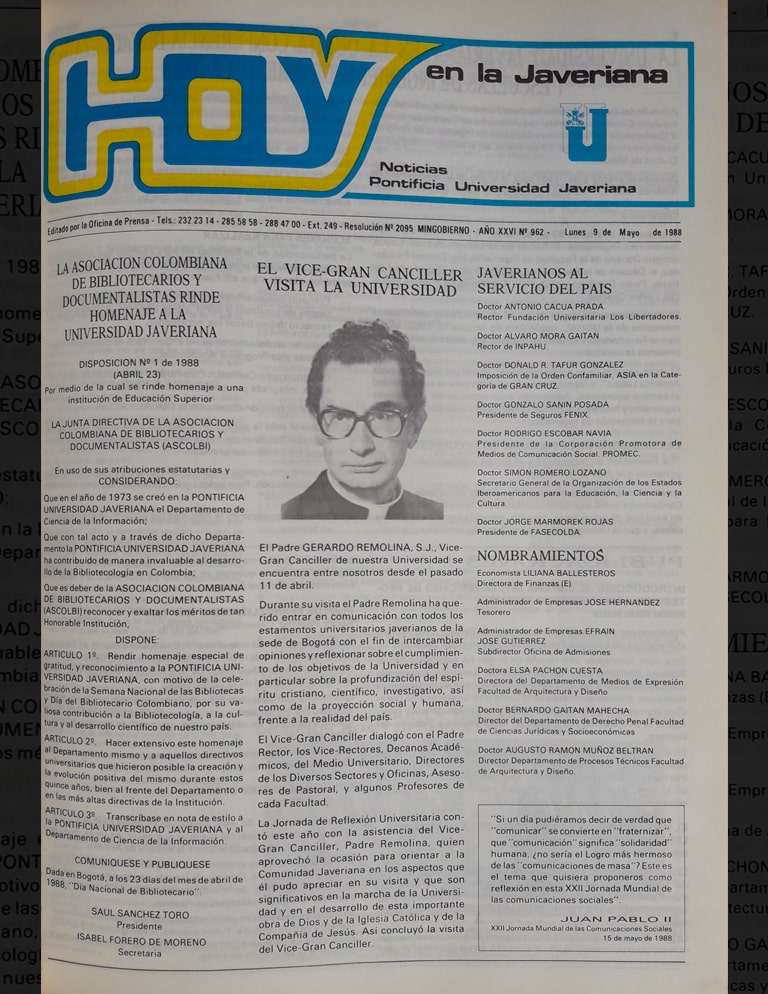 HOY
en la Javeriana
Noticias
Pontificia Universidad Javeriana
Editado por la Oficina de Prensa - Tels.: 232 23 14 - 285 58 58 - 288 47 00 - Ext. 249 - Resolución Nº 2095 MINGOBIERNO - AÑO XXVI Nº 962 - Lunes 9 de Mayo de 1988
LA ASOCIACION COLOMBIANA
DE BIBLIOTECARIOS Y
DOCUMENTALISTAS RINDE
HOMENAJE A LA
UNIVERSIDAD JAVERIANA
DISPOSICION Nº 1 de 1988
(ABRIL 23)
Por medio de la cual se rinde homenaje a una
institución de Educación Superior
LA JUNTA DIRECTIVA DE LA ASOCIACION
COLOMBIANA DE BIBLIOTECARIOS Y
DOCUMENTALISTAS (ASCOLBI)
En uso de sus atribuciones estatutarias y
CONSIDERANDO:
Que en el año de 1973 se creó en la PONTIFICIA
UNIVERSIDAD JAVERIANA el Departamento de
Ciencia de la Información;
Que con tal acto y a través de dicho Departa-
mento la PONTIFICIA UNIVERSIDAD JAVERIANA
ha contribuido de manera invaluable al desarro-
llo de la Bibliotecología en Colombia;
Que es deber de la ASOCIACION COLOMBIANA
DE BIBLIOTECARIOS Y DOCUMENTALISTAS
(ASCOLBI) reconocer y exaltar los méritos de tan
Honorable Institución,
DISPONE:
ARTICULO 1º. Rendir homenaje especial de
gratitud, y reconocimiento a la PONTIFICIA UNI-
VERSIDAD JAVERIANA, con motivo de la cele-
bración de la Semana Nacional de las Bibliotecas
y Día del Bibliotecario Colombiano, por su va-
liosa contribución a la Bibliotecología, a la cul-
tura y al desarrollo científico de nuestro país.
ARTICULO 2º. Hacer extensivo este homenaje
al Departamento mismo y a aquellos directivos
universitarios que hicieron posible la creación y
la evolución positiva del mismo durante estos
quince años, bien al frente del Departamento o
en las más altas directivas de la Institución.
ARTICULO 3º Transcríbase en nota de estilo a
la PONTIFICIA UNIVERSIDAD JAVERIANA y al
Departamento de Ciencia de la Información.
COMUNIQUESE Y PUBLIQUESE
Dada en Bogotá, a los 23 días del mes de abril de
1988, "Día Nacional de Bibliotecario".
SAUL SANCHEZ TORO
Presidente
ISABEL FORERO DE MORENO
Secretaria
EL VICE-GRAN CANCILLER
VISITA LA UNIVERSIDAD
El Padre GERARDO REMOLINA, S.J., Vice-
Gran Canciller de nuestra Universidad se
encuentra entre nosotros desde el pasado
11 de abril.
Durante su visita el Padre Remolina ha que-
rido entrar en comunicación con todos los
estamentos universitarios javerianos de la
sede de Bogotá con el fin de intercambiar
opiniones y reflexionar sobre el cumplimien-
to de los objetivos de la Universidad y en
particular sobre la profundización del espí-
ritu cristiano, científico, investigativo, así
como de la proyección social y humana,
frente a la realidad del país.
El Vice-Gran Canciller dialogó con el Padre
Rector, los Vice-Rectores, Decanos Acadé-
micos, del Medio Universitario, Directores
de los Diversos Sectores y Oficinas, Aseso-
res de Pastoral, y algunos Profesores de
cada Facultad.
La Jornada de Reflexión Universitaria con-
tó este año con la asistencia del Vice-
Gran Canciller, Padre Remolina, quien
aprovechó la ocasión para orientar a la
Comunidad Javeriana en los aspectos que
él pudo apreciar en su visita y que son
significativos en la marcha de la Universi-
dad y en el desarrollo de esta importante
obra de Dios y de la Iglesia Católica y de la
Compañía de Jesús. Así concluyó la visita
del Vice-Gran Canciller.
JAVERIANOS AL
SERVICIO DEL PAIS
Doctor ANTONIO CACUA PRADA.
Rector Fundación Universitaria Los Libertadores.
Doctor ALVARO MORA GAITAN
Rector de INPAHU.
Doctor DONALD R. TAFUR GONZALEZ
Imposición de la Orden Confamiliar. ASIA en la Cate-
goría de GRAN CRUZ.
Doctor GONZALO SANIN POSADA
Presidente de Seguros FENIX.
Doctor RODRIGO ESCOBAR NAVIA
Presidente de la Corporación Promotora de
Medios de Comunicación Social. PROMEC.
Doctor SIMON ROMERO LOZANO
Secretario General de la Organización de los Estados
Iberoamericanos para la Educación, la Ciencia y la
Cultura.
Doctor JORGE MARMOREK ROJAS
Presidente de FASECOLDA.
NOMBRAMIENTOS
Economista LILIANA BALLESTEROS
Directora de Finanzas (E).
Administrador de Empresas JOSE HERNANDEZ
Tesorero
Administrador de Empresas EFRAIN
JOSE GUTIERREZ
Subdirector Oficina de Admisiones
Doctora ELSA PACHON CUESTA
Directora del Departamento de Medios de Expresión
Facultad de Arquitectura y Diseño
Doctor BERNARDO GAITAN MAHECHA
Director del Departamento de Derecho Penal Facultad
de Ciencias Jurídicas y Socioeconómicas
Doctor AUGUSTO RAMON MUÑOZ BELTRAN
Director Departamento de Procesos Técnicos Facultad
de Arquitectura y Diseño.
"Si un día pudiéramos decir de verdad que
"comunicar" se convierte en "fraternizar",
que "comunicación" significa "solidaridad"
humana, ¿no sería el Logro más hermoso
de las "comunicaciones de masa"? Este es
el tema que quisiera proponeros como
reflexión en esta XXII Jornada Mundial de
las comunicaciones sociales"
JUAN PABLO II
XXII Jornada Mundial de las Comunicaciones Sociales
15 de mayo de 1988